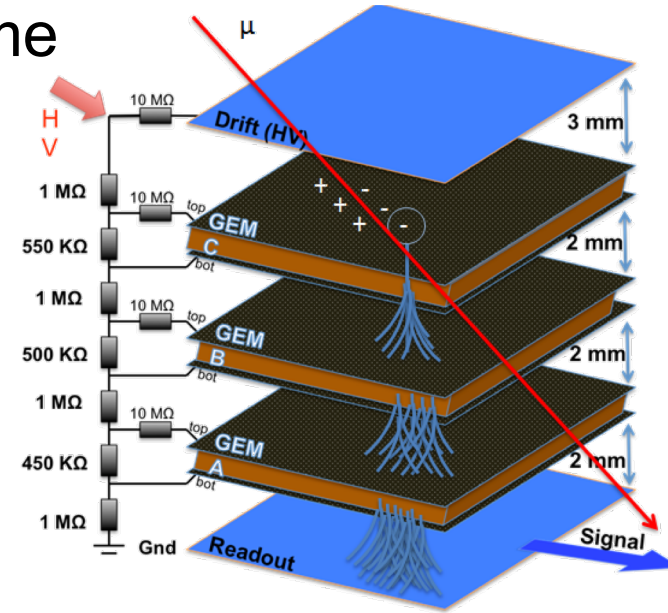 ne
μ
H
V
10 MΩ
Drift (HV)
3 mm
1 MΩ
10 MΩ
top
GEM
C
bot
550 KΩ
2 mm
1 MΩ
10 MΩ
top
GEM
B
bot
500 KΩ
2 mm
1 MΩ
10 MΩ
top
GEM
A
bot
450 KΩ
2 mm
1 MΩ
Gnd
Readout
Signal
+ -
+ -
+ -